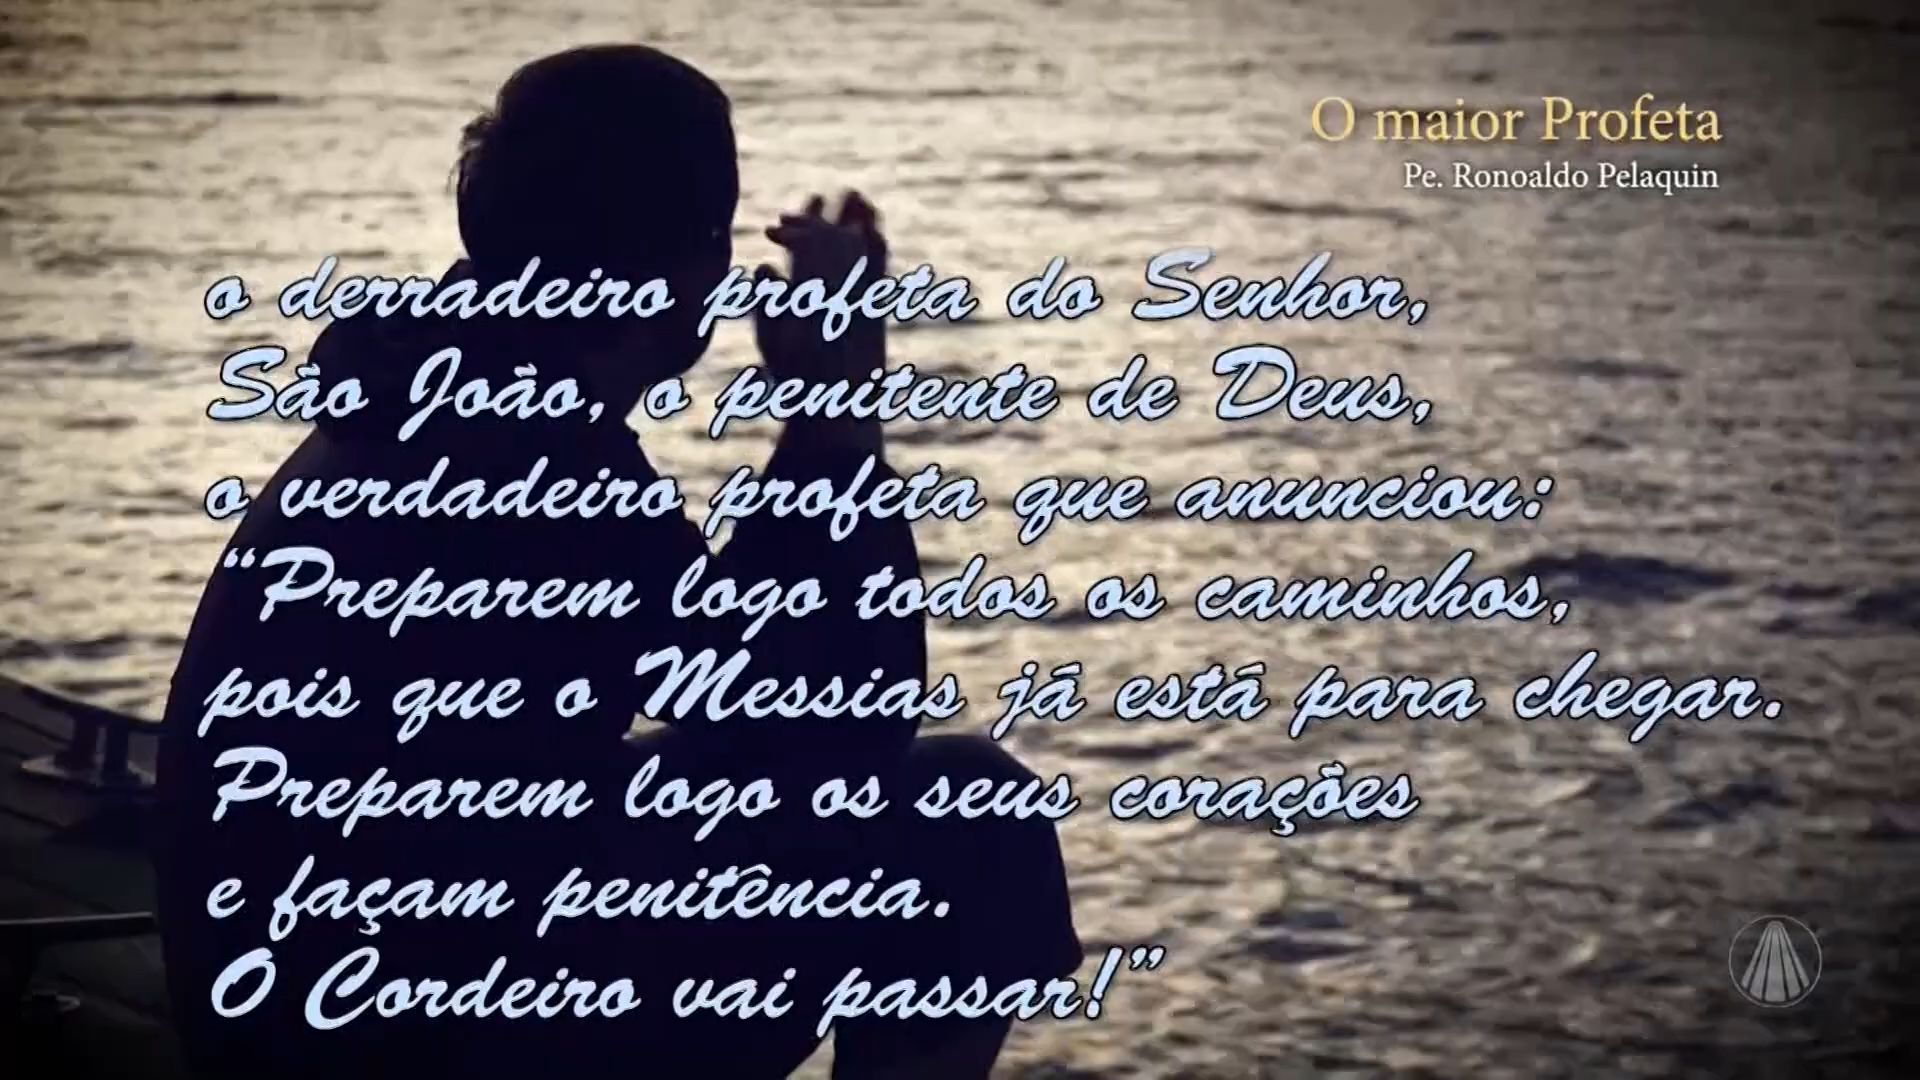 O maior Profeta
Pe. Ronoaldo Pelaquin
o derradeiro profeta do Senhor,
São João, o penitente de Deus,
o verdadeiro profeta que anunciou:
“Preparem logo todos os caminhos,
pois que o Messias já está para chegar.
Preparem logo os seus corações
e façam penitência.
O Cordeiro vai passar!”